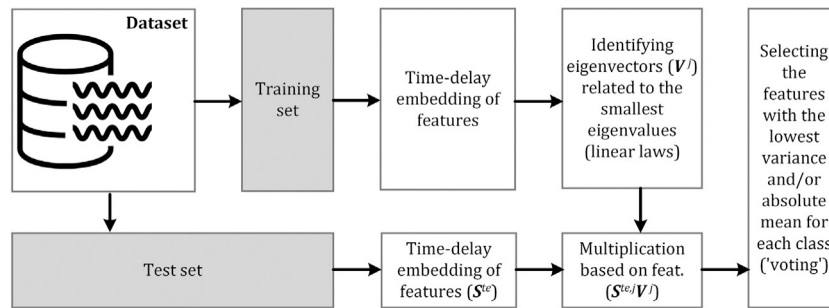 Dataset
Training
set
Time-delay
embedding of
features
Identifying
eigenvectors (V^j)
related to the
smallest
eigenvalues
(linear laws)
Selecting
the
features
with the
lowest
variance
and/or
absolute
mean for
each class
('voting')
Test set
Time-delay
embedding of
features (S^te)
Multiplication
based on feat.
(S^te,j V^j)